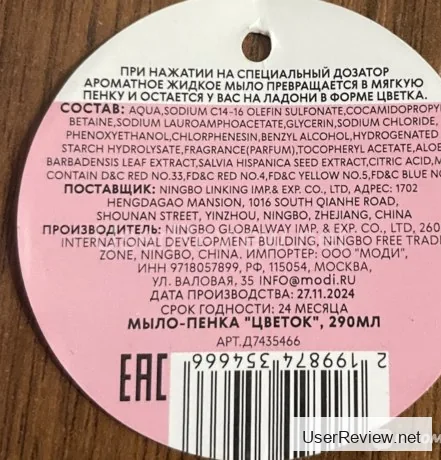 ПРИ НАЖАТИИ НА СПЕЦИАЛЬНЫЙ ДОЗАТОР
АРОМАТНОЕ ЖИДКОЕ МЫЛО ПРЕВРАЩАЕТСЯ В МЯГКУЮ
ПЕНКУ И ОСТАЕТСЯ У ВАС НА ЛАДОНИ В ФОРМЕ ЦВЕТКА.
СОСТАВ: AQUA,SODIUM C14-16 OLEFIN SULFONATE,COCAMIDOPROPYL
BETAINE,SODIUM LAUROAMPHOACETATE,GLYCERIN,SODIUM CHLORIDE,
PHENOXYETHANOL,CHLORPHENESIN,BENZYL ALCOHOL,HYDROGENATED
STARCH HYDROLYSATE,FRAGRANCE(PARFUM),TOCOPHERYL ACETATE,ALOE
BARBADENSIS LEAF EXTRACT,SALVIA HISPANICA SEED EXTRACT,CITRIC ACID,M
CONTAIN D&C RED NO.33,FD&C RED NO.4,FD&C YELLOW NO.5,FD&C BLUE NO
ПОСТАВЩИК: NINGBO LINKING IMP.& EXP. CO., LTD, АДРЕС: 1702
HENGDAGAO MANSION, 1016 SOUTH QIANHE ROAD,
SHOUNAN STREET, YINZHOU, NINGBO, ZHEJIANG, CHINA
ПРОИЗВОДИТЕЛЬ: NINGBO GLOBALWAY IMP. & EXP. CO., LTD, 260
INTERNATIONAL DEVELOPMENT BUILDING, NINGBO FREE TRADE
ZONE, NINGBO, CHINA. ИМПОРТЕР: ООО "МОДИ",
ИНН 9718057899, РФ, 115054, МОСКВА,
УЛ. ВАЛОВАЯ, 35 INFO@MODI.RU
ДАТА ПРОИЗВОДСТВА: 27.11.2024
СРОК ГОДНОСТИ: 24 МЕСЯЦА
МЫЛО-ПЕНКА "ЦВЕТОК", 290МЛ
АРТ.Д7435466
EAC
2 199874 354666
UserReview.net